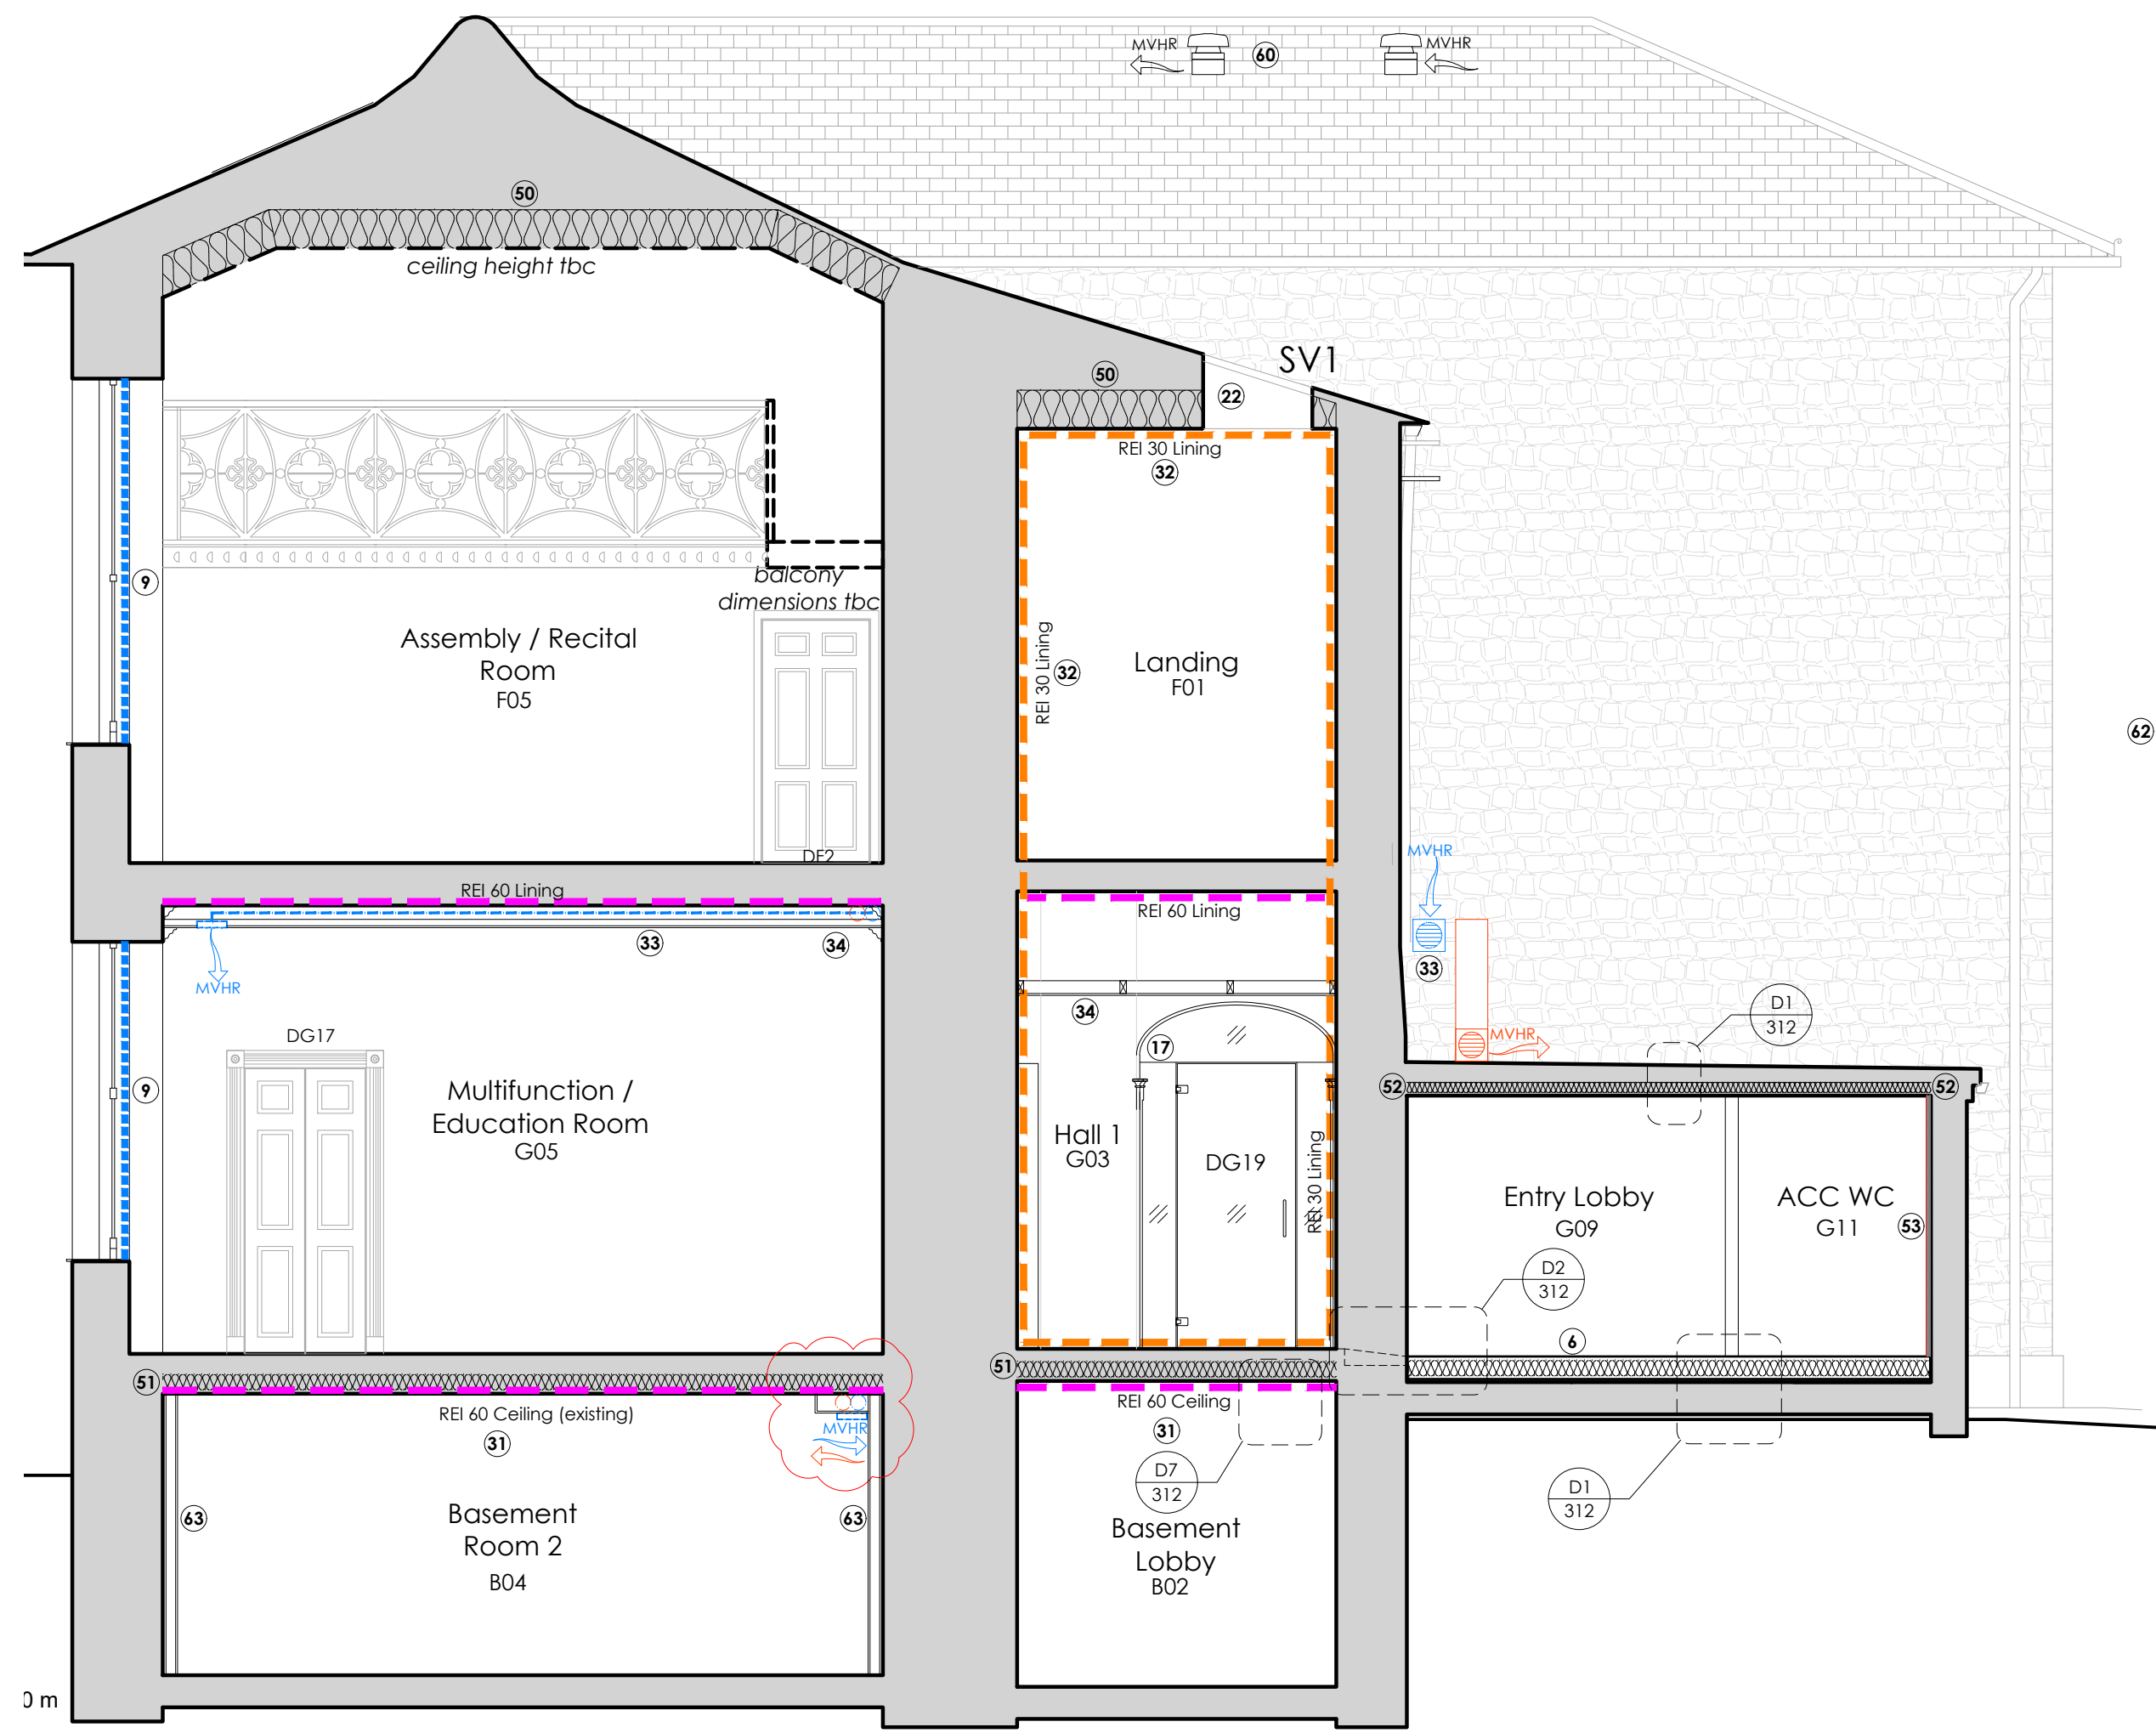 MVHR
60
MVHR
50
ceiling height tbc
SV1
50
22
REI 30 Lining
32
9
balcony
dimensions tbc
Assembly / Recital
Room
F05
REI 30 Lining
32
Landing
F01
62
DF2
MVHR
REI 60 Lining
REI 60 Lining
33
34
MVHR
33
34
D1
312
DG17
17
MVHR
9
Multifunction /
Education Room
G05
52
52
Hall 1
G03
DG19
REI 30 Lining
Entry Lobby
G09
ACC WC
G11
53
D2
312
6
51
51
REI 60 Ceiling (existing)
31
MVHR
REI 60 Ceiling
31
D7
312
D1
312
63
Basement
Room 2
B04
63
Basement
Lobby
B02
0 m